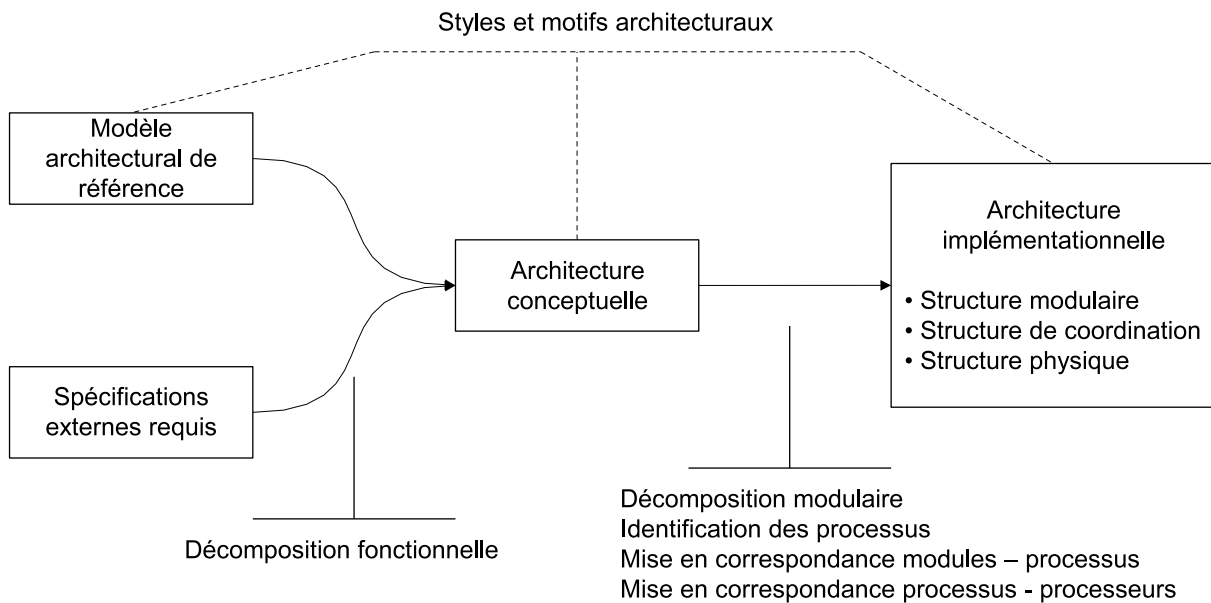 Styles et motifs architecturaux
Modèle
architectural de
référence
Spécifications
externes requis
Décomposition fonctionnelle
Architecture
conceptuelle
Décomposition modulaire
Identification des processus
Mise en correspondance modules – processus
Mise en correspondance processus - processeurs
Architecture
implémentationnelle
• Structure modulaire
• Structure de coordination
• Structure physique